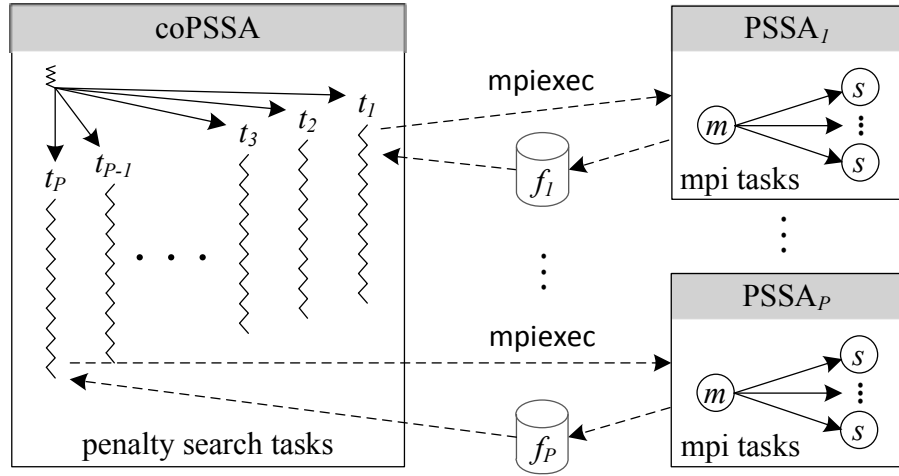 coPSSA
t1
t2
t3
tP-1
tP
. . .
penalty search tasks
mpiexec
f1
mpiexec
fP
PSSA1
m
s
s
mpi tasks
PSSAP
m
s
s
mpi tasks